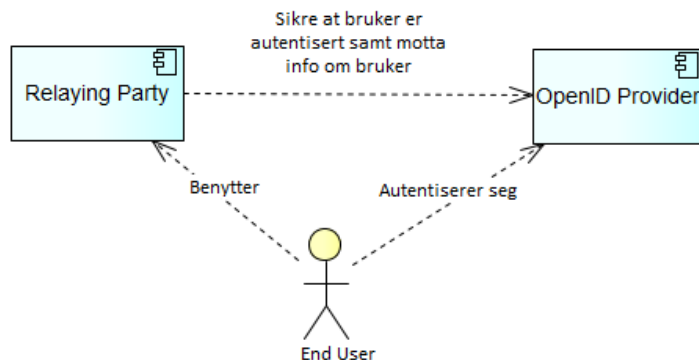 Sikre at bruker er
autentisert samt motta
info om bruker
Relaying Party
OpenID Provider
Benytter
Autentiserer seg
End User